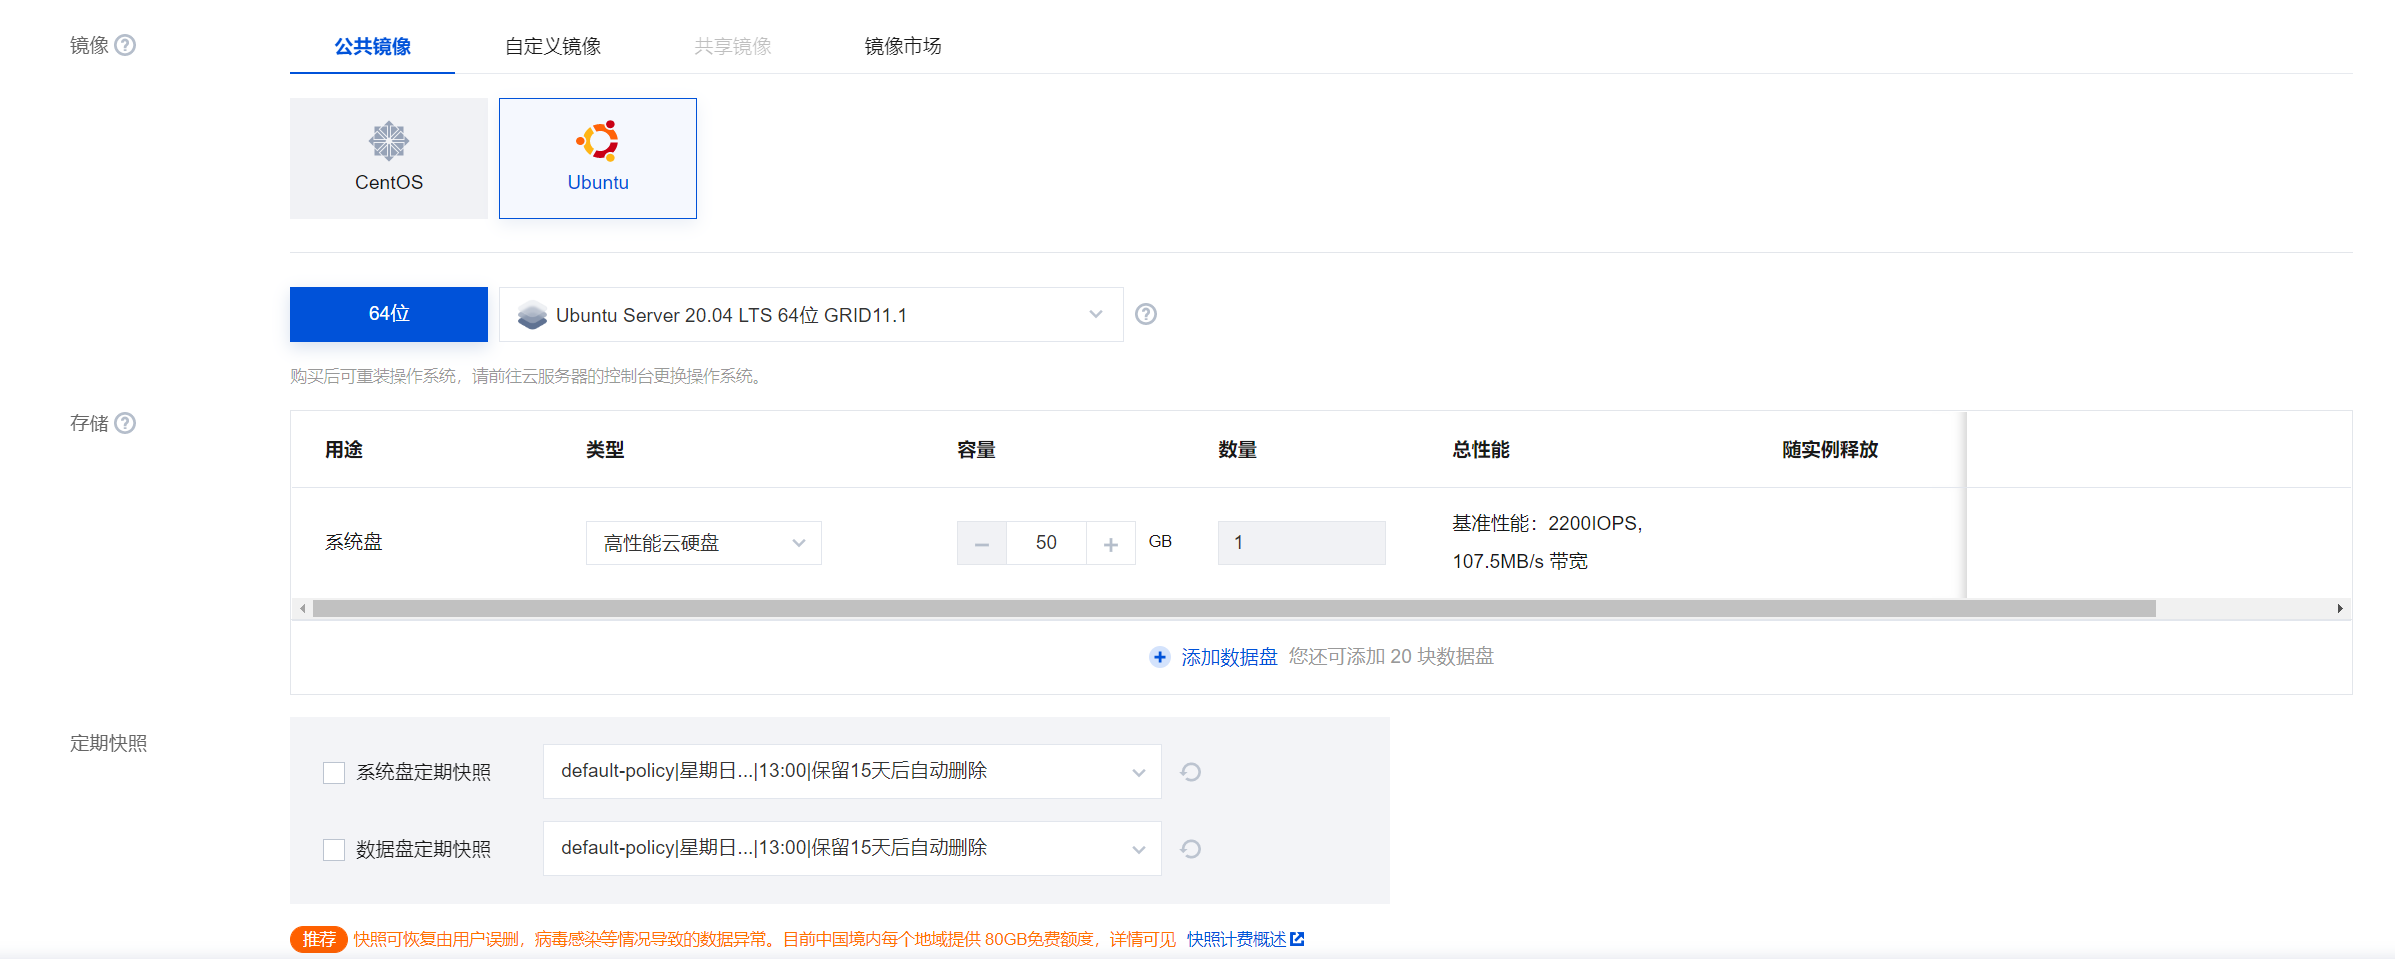 镜像
公共镜像 自定义镜像 共享镜像 镜像市场
CentOS
Ubuntu
64位
Ubuntu Server 20.04 LTS 64位 GRID11.1
购买后可重装操作系统，请前往云服务器的控制台更换操作系统。
存储
用途 类型 容量 数量 总性能 随实例释放
系统盘 高性能云硬盘 50 GB 1 基准性能：2200IOPS,
107.5MB/s 带宽
添加数据盘 您还可添加 20 块数据盘
定期快照
系统盘定期快照 default-policy|星期日...|13:00|保留15天后自动删除
数据盘定期快照 default-policy|星期日...|13:00|保留15天后自动删除
推荐 快照可恢复由用户误删，病毒感染等情况导致的数据异常。目前中国境内每个地域提供 80GB免费额度，详情可见 快照计费概述